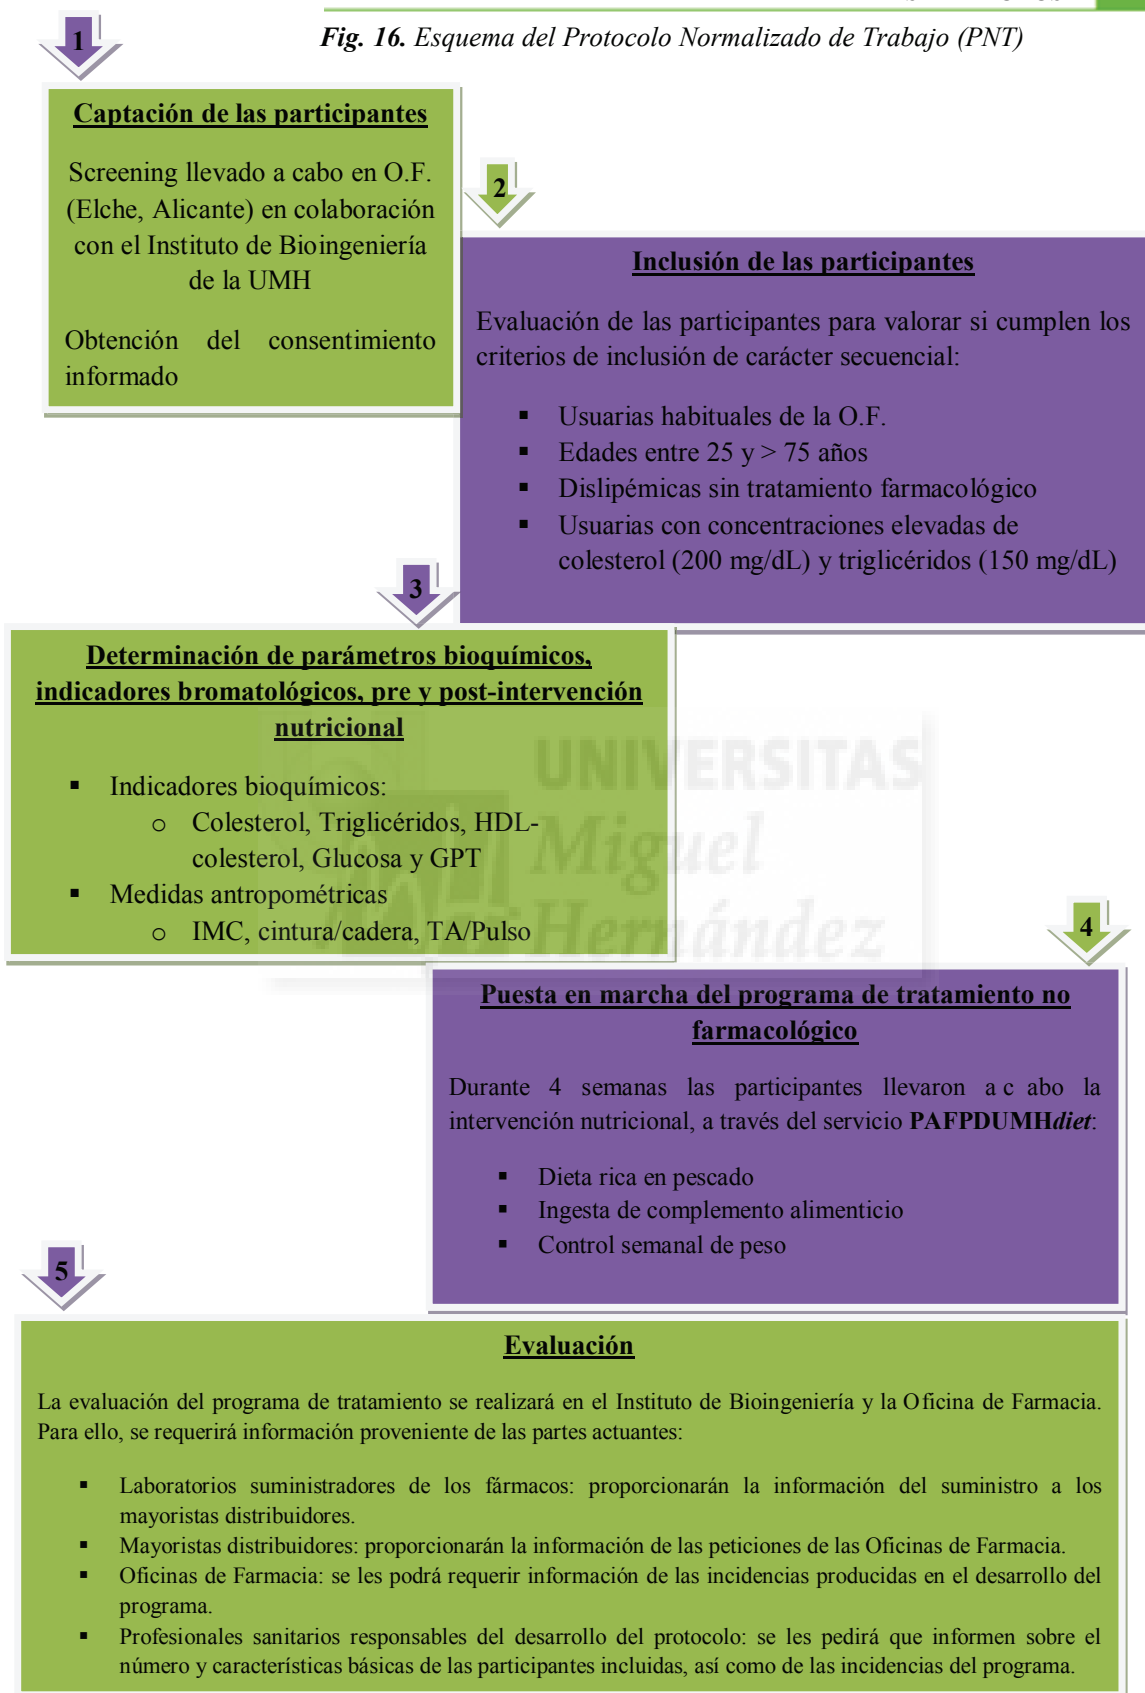 Fig. 16. Esquema del Protocolo Normalizado de Trabajo (PNT)
1
Captación de las participantes
Screening llevado a cabo en O.F.
(Elche, Alicante) en colaboración
con el Instituto de Bioingeniería
de la UMH
Obtención del consentimiento
informado
2
Inclusión de las participantes
Evaluación de las participantes para valorar si cumplen los
criterios de inclusión de carácter secuencial:
▪ Usuarias habituales de la O.F.
▪ Edades entre 25 y > 75 años
▪ Dislipémicas sin tratamiento farmacológico
▪ Usuarias con concentraciones elevadas de
colesterol (200 mg/dL) y triglicéridos (150 mg/dL)
3
Determinación de parámetros bioquímicos,
indicadores bromatológicos, pre y post-intervención
nutricional
▪ Indicadores bioquímicos:
o Colesterol, Triglicéridos, HDL-
colesterol, Glucosa y GPT
▪ Medidas antropométricas
o IMC, cintura/cadera, TA/Pulso
UNIVERSITAS
Miguel
Hernández
4
Puesta en marcha del programa de tratamiento no
farmacológico
Durante 4 semanas las participantes llevaron a c abo la
intervención nutricional, a través del servicio PAFPDUMHdiet:
▪ Dieta rica en pescado
▪ Ingesta de complemento alimenticio
▪ Control semanal de peso
5
Evaluación
La evaluación del programa de tratamiento se realizará en el Instituto de Bioingeniería y la Oficina de Farmacia.
Para ello, se requerirá información proveniente de las partes actuantes:
▪ Laboratorios suministradores de los fármacos: proporcionarán la información del suministro a los
mayoristas distribuidores.
▪ Mayoristas distribuidores: proporcionarán la información de las peticiones de las Oficinas de Farmacia.
▪ Oficinas de Farmacia: se les podrá requerir información de las incidencias producidas en el desarrollo del
programa.
▪ Profesionales sanitarios responsables del desarrollo del protocolo: se les pedirá que informen sobre el
número y características básicas de las participantes incluidas, así como de las incidencias del programa.